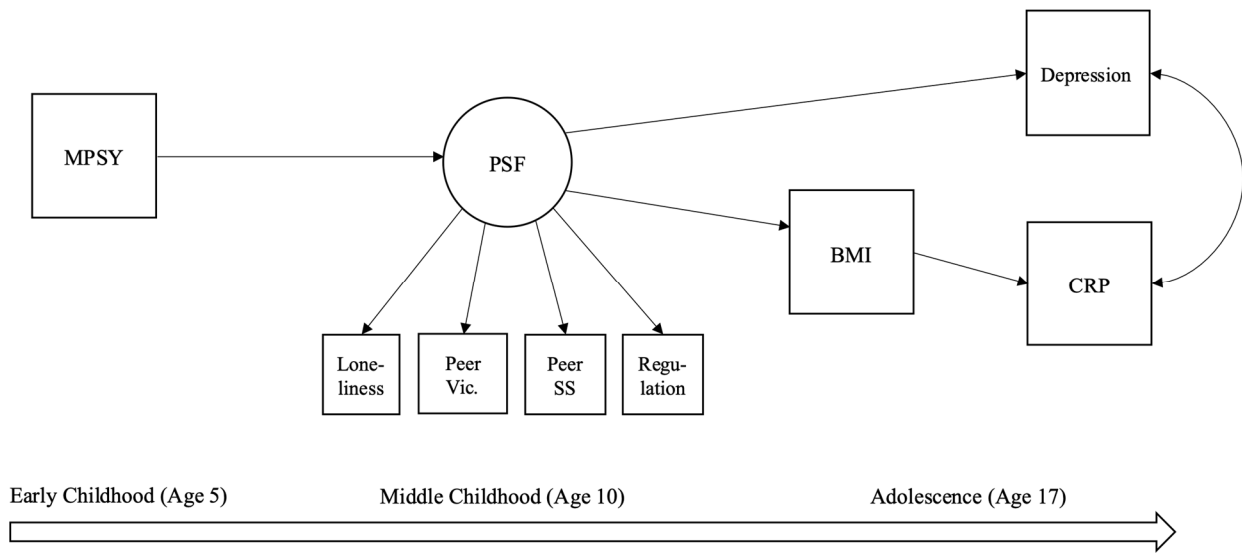 Depression
MPSY
PSF
BMI
CRP
Lone-
liness
Peer
Vic.
Peer
SS
Regu-
lation
Early Childhood (Age 5)
Middle Childhood (Age 10)
Adolescence (Age 17)